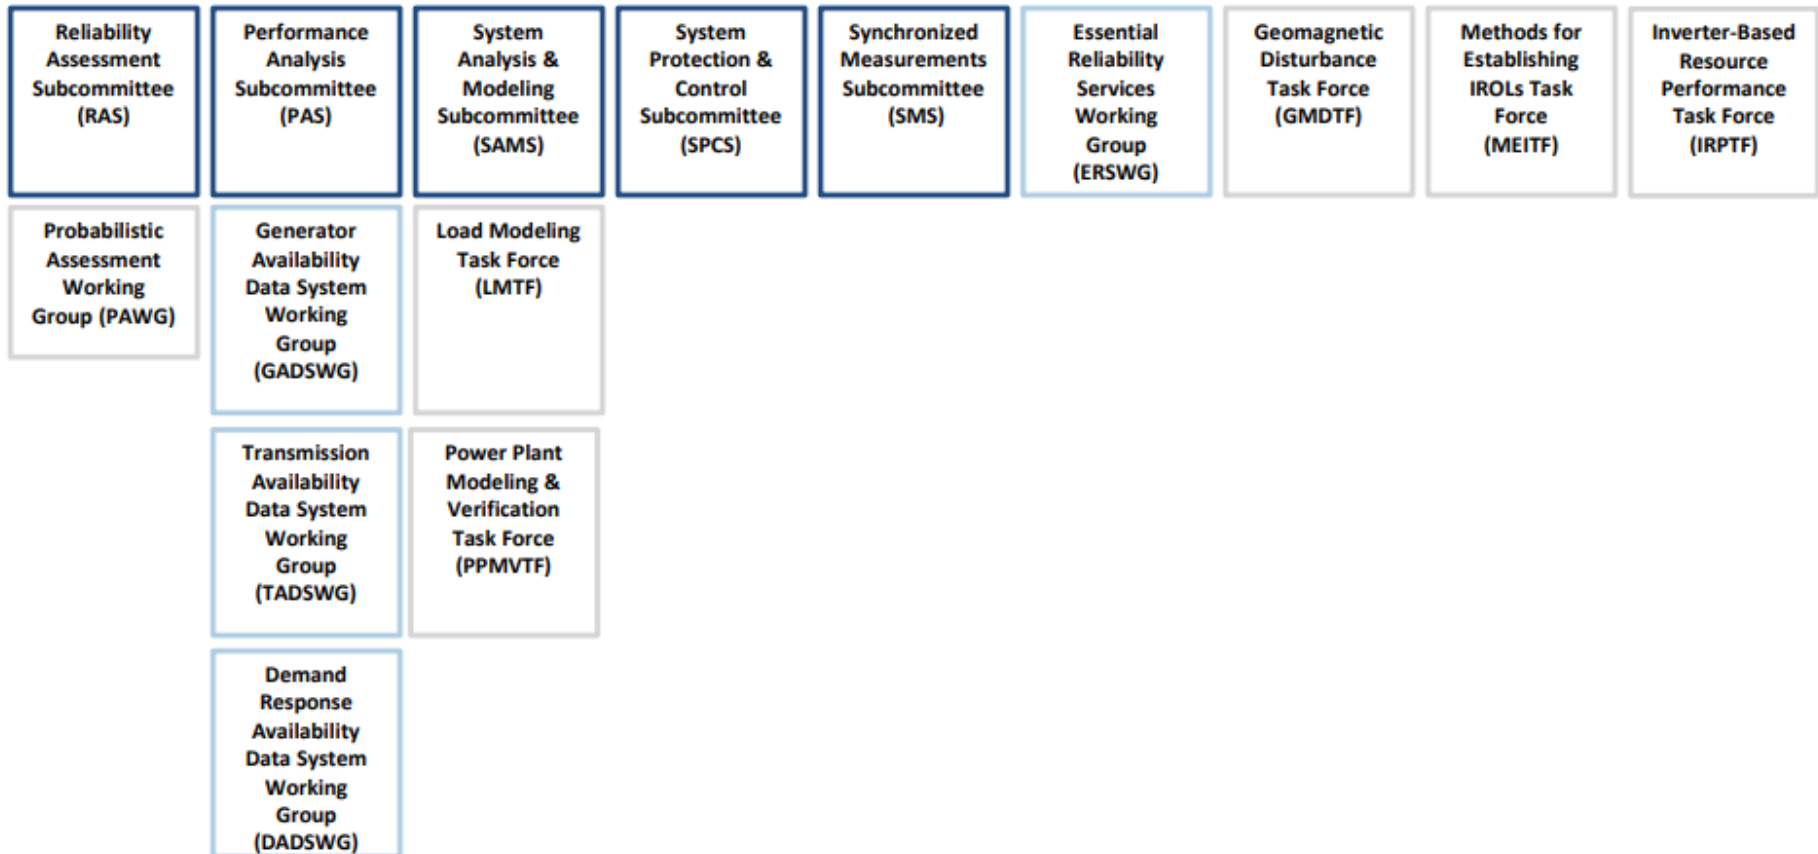 Reliability
Assessment
Subcommittee
(RAS)
Performance
Analysis
Subcommittee
(PAS)
System
Analysis &
Modeling
Subcommittee
(SAMS)
System
Protection &
Control
Subcommittee
(SPCS)
Synchronized
Measurements
Subcommittee
(SMS)
Essential
Reliability
Services
Working
Group
(ERSWG)
Geomagnetic
Disturbance
Task Force
(GMDTF)
Methods for
Establishing
IROLs Task
Force
(MEITF)
Inverter-Based
Resource
Performance
Task Force
(IRPTF)
Probabilistic
Assessment
Working
Group (PAWG)
Generator
Availability
Data System
Working
Group
(GADSWG)
Load Modeling
Task Force
(LMTF)
Transmission
Availability
Data System
Working
Group
(TADSWG)
Power Plant
Modeling &
Verification
Task Force
(PPMVTF)
Demand
Response
Availability
Data System
Working
Group
(DADSWG)